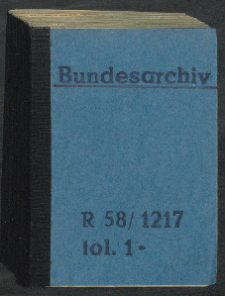 Bundesarchiv
R 58/1217
fol. 1-